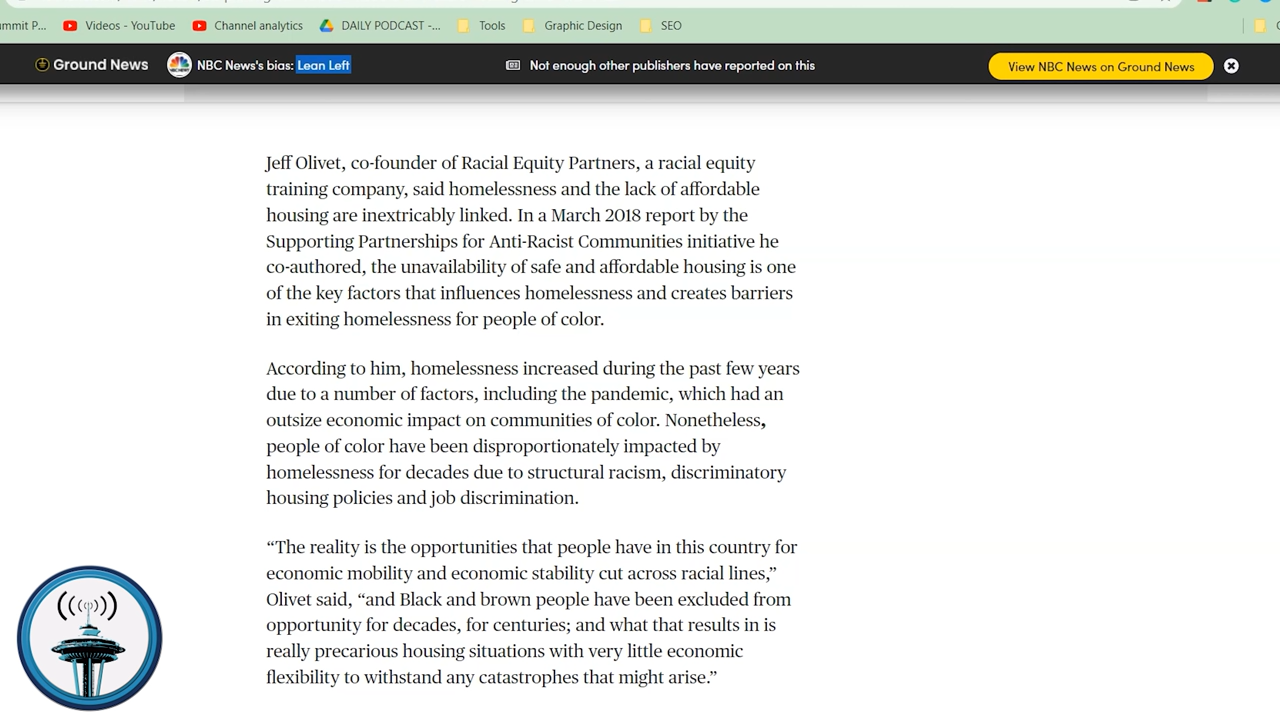 ummit P...
Videos - YouTube
Channel analytics
DAILY PODCAST -...
Tools
Graphic Design
SEO
Ground News
NBC News's bias: Lean Left
Not enough other publishers have reported on this
View NBC News on Ground News
Jeff Olivet, co-founder of Racial Equity Partners, a racial equity
training company, said homelessness and the lack of affordable
housing are inextricably linked. In a March 2018 report by the
Supporting Partnerships for Anti-Racist Communities initiative he
co-authored, the unavailability of safe and affordable housing is one
of the key factors that influences homelessness and creates barriers
in exiting homelessness for people of color.
According to him, homelessness increased during the past few years
due to a number of factors, including the pandemic, which had an
outsize economic impact on communities of color. Nonetheless,
people of color have been disproportionately impacted by
homelessness for decades due to structural racism, discriminatory
housing policies and job discrimination.
“The reality is the opportunities that people have in this country for
economic mobility and economic stability cut across racial lines,”
Olivet said, “and Black and brown people have been excluded from
opportunity for decades, for centuries; and what that results in is
really precarious housing situations with very little economic
flexibility to withstand any catastrophes that might arise.”